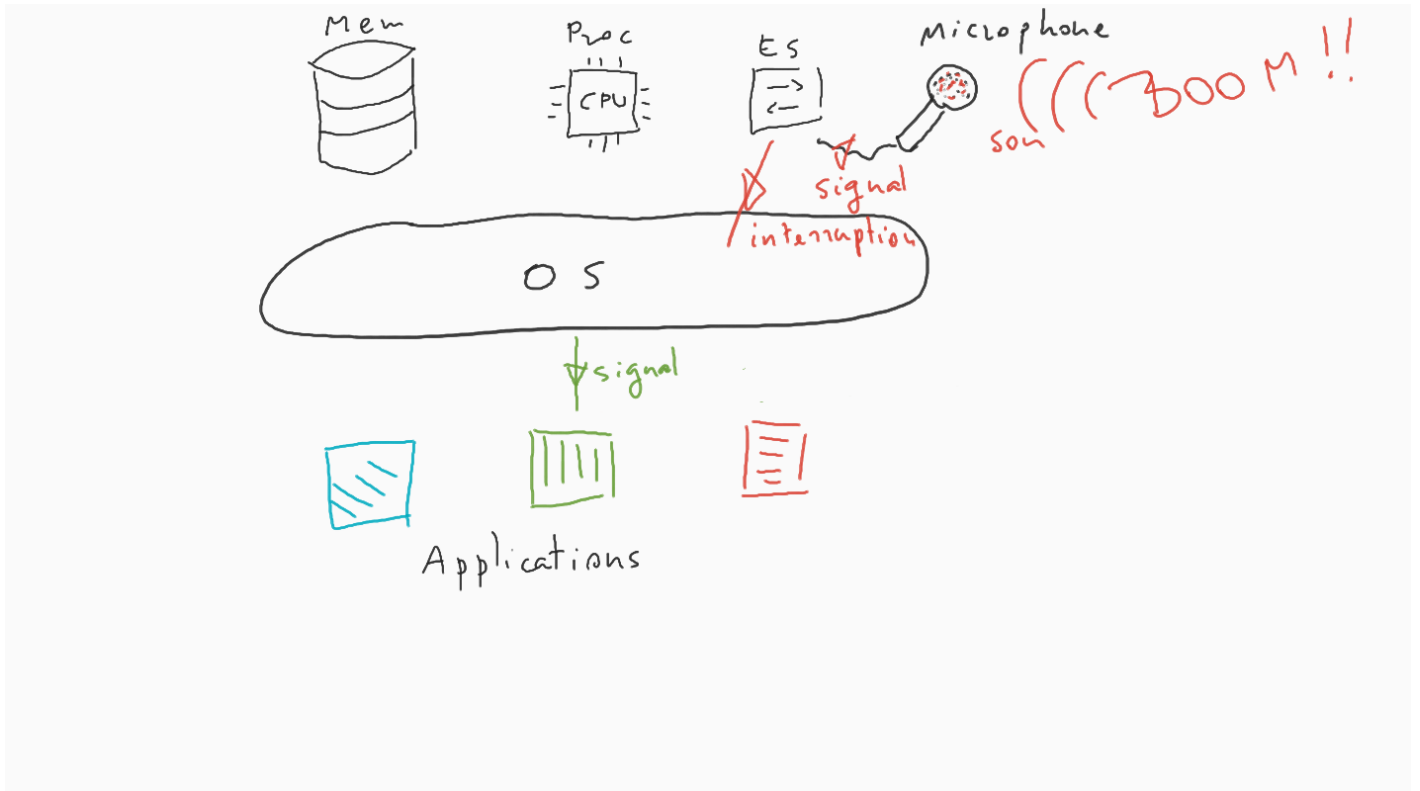 Mem
Proc
CPU
ES
Microphone
son
BOOM!!
signal
interruption
OS
signal
Applications